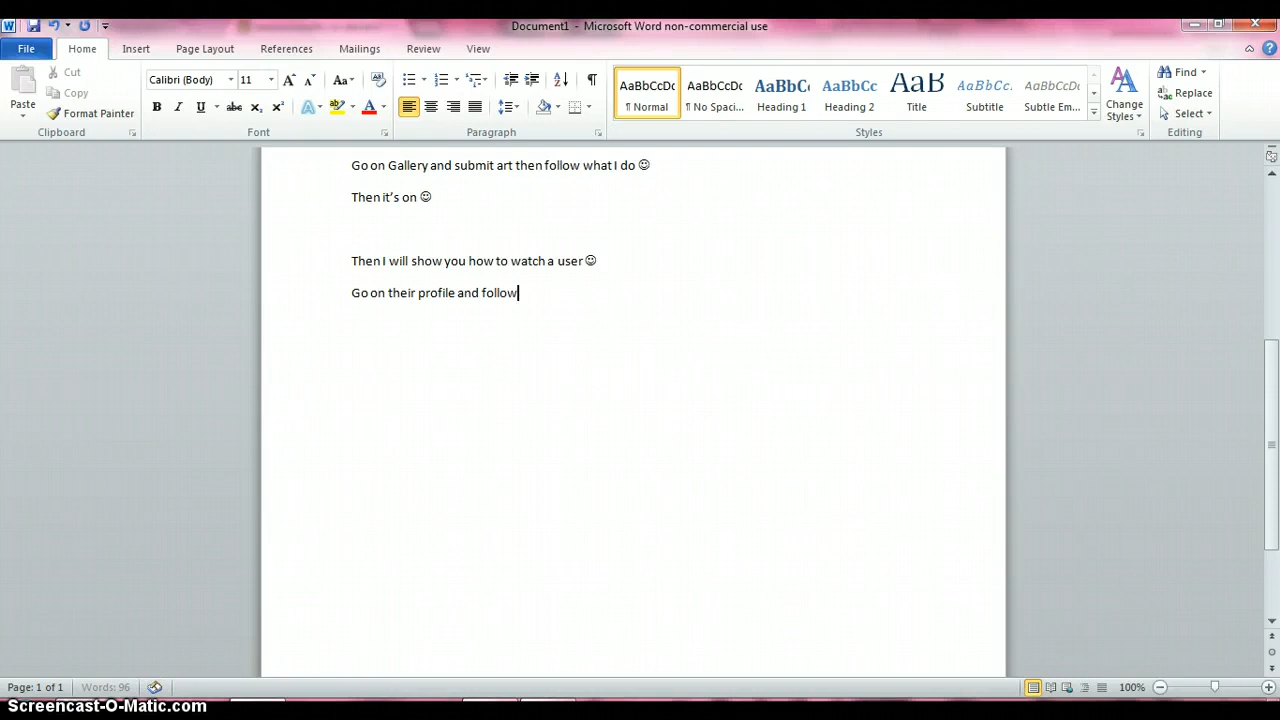 Document1 - Microsoft Word non-commercial use
File Home Insert Page Layout References Mailings Review View
Paste
Cut
Copy
Format Painter
Clipboard
Calibri (Body) 11
Font
Paragraph
AaBbCcDc AaBbCcDc AaBbC AaBbCc AaB AaBbCc. AaBbCcDc
¶ Normal ¶ No Spaci... Heading 1 Heading 2 Title Subtitle Subtle Em...
Styles
Change Styles
Find
Replace
Select
Editing
Go on Gallery and submit art then follow what I do ☺
Then it’s on ☺
Then I will show you how to watch a user ☺
Go on their profile and follow
Page: 1 of 1 Words: 96 100%
Screencast-O-Matic.com